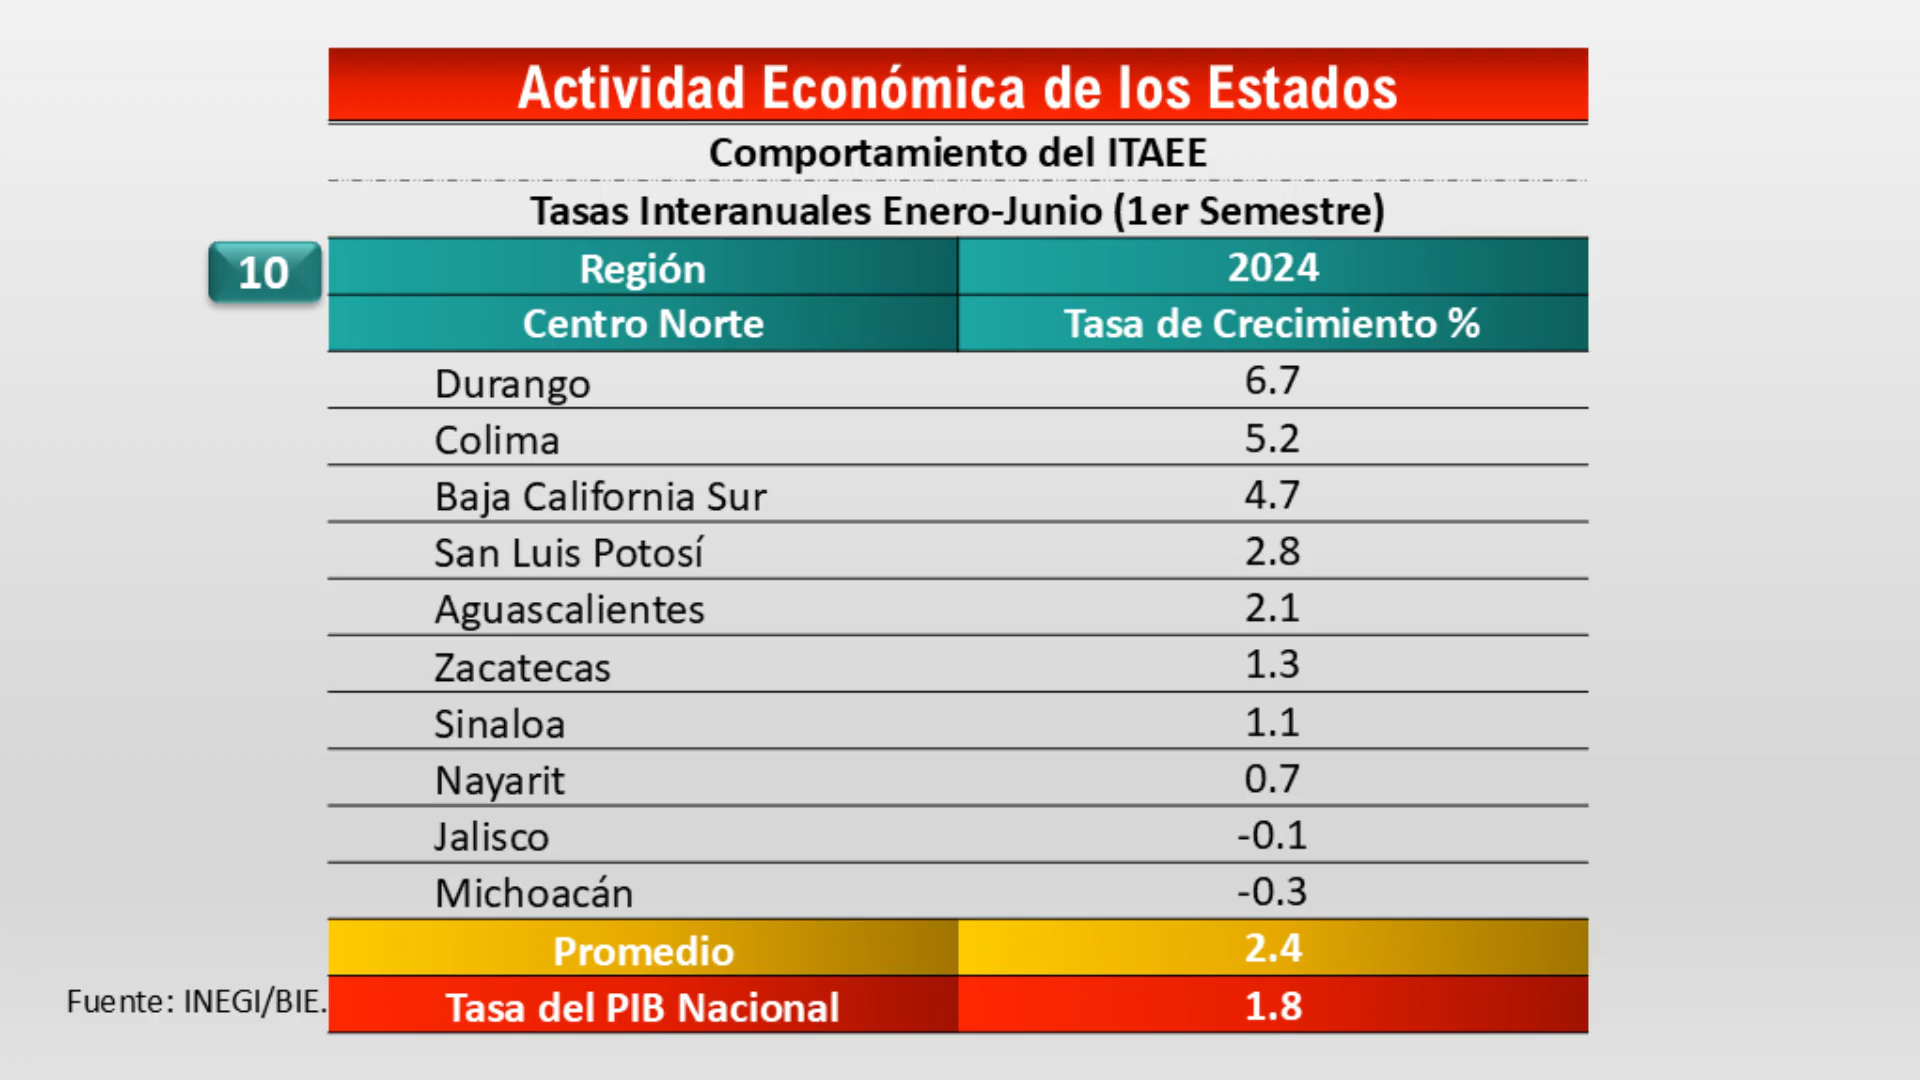 Actividad Económica de los Estados
Comportamiento del ITAEE
Tasas Interanuales Enero-Junio (1er Semestre)
10
Región 2024
Centro Norte Tasa de Crecimiento %
Durango 6.7
Colima 5.2
Baja California Sur 4.7
San Luis Potosí 2.8
Aguascalientes 2.1
Zacatecas 1.3
Sinaloa 1.1
Nayarit 0.7
Jalisco -0.1
Michoacán -0.3
Promedio 2.4
Fuente: INEGI/BIE.
Tasa del PIB Nacional 1.8